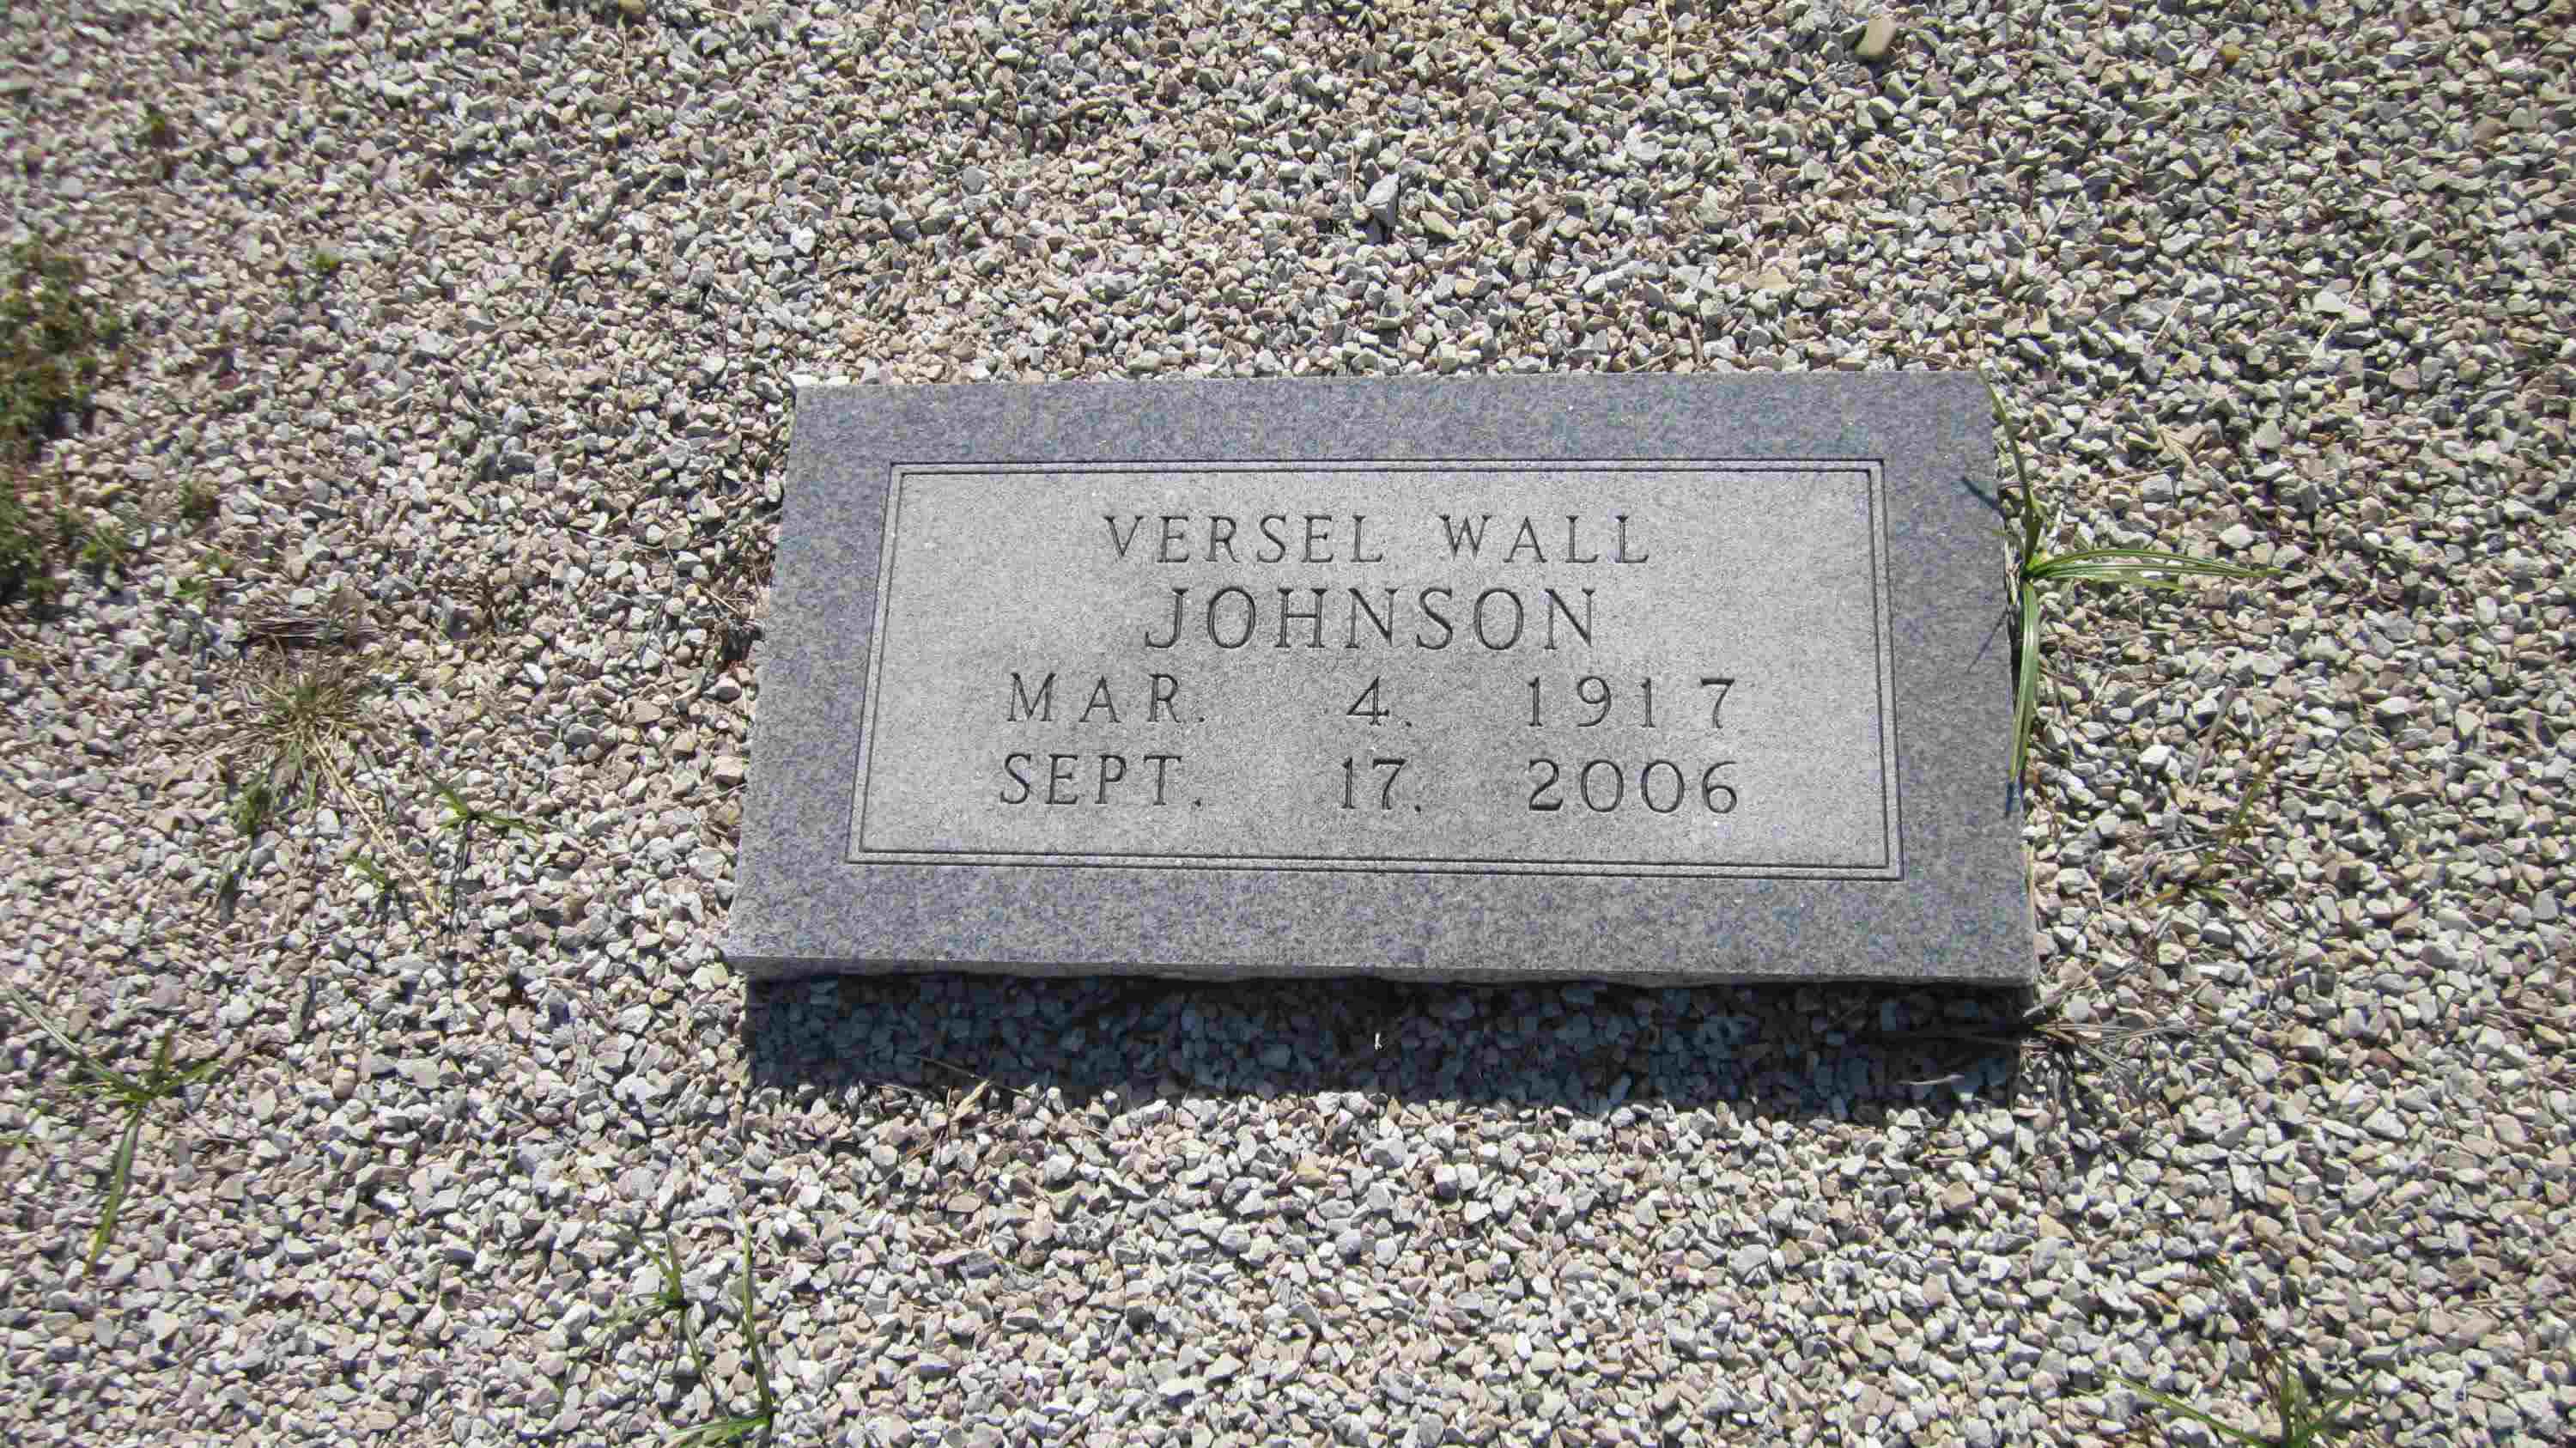 VERSEL WALL
JOHNSON
MAR. 4. 1917
SEPT. 17. 2006